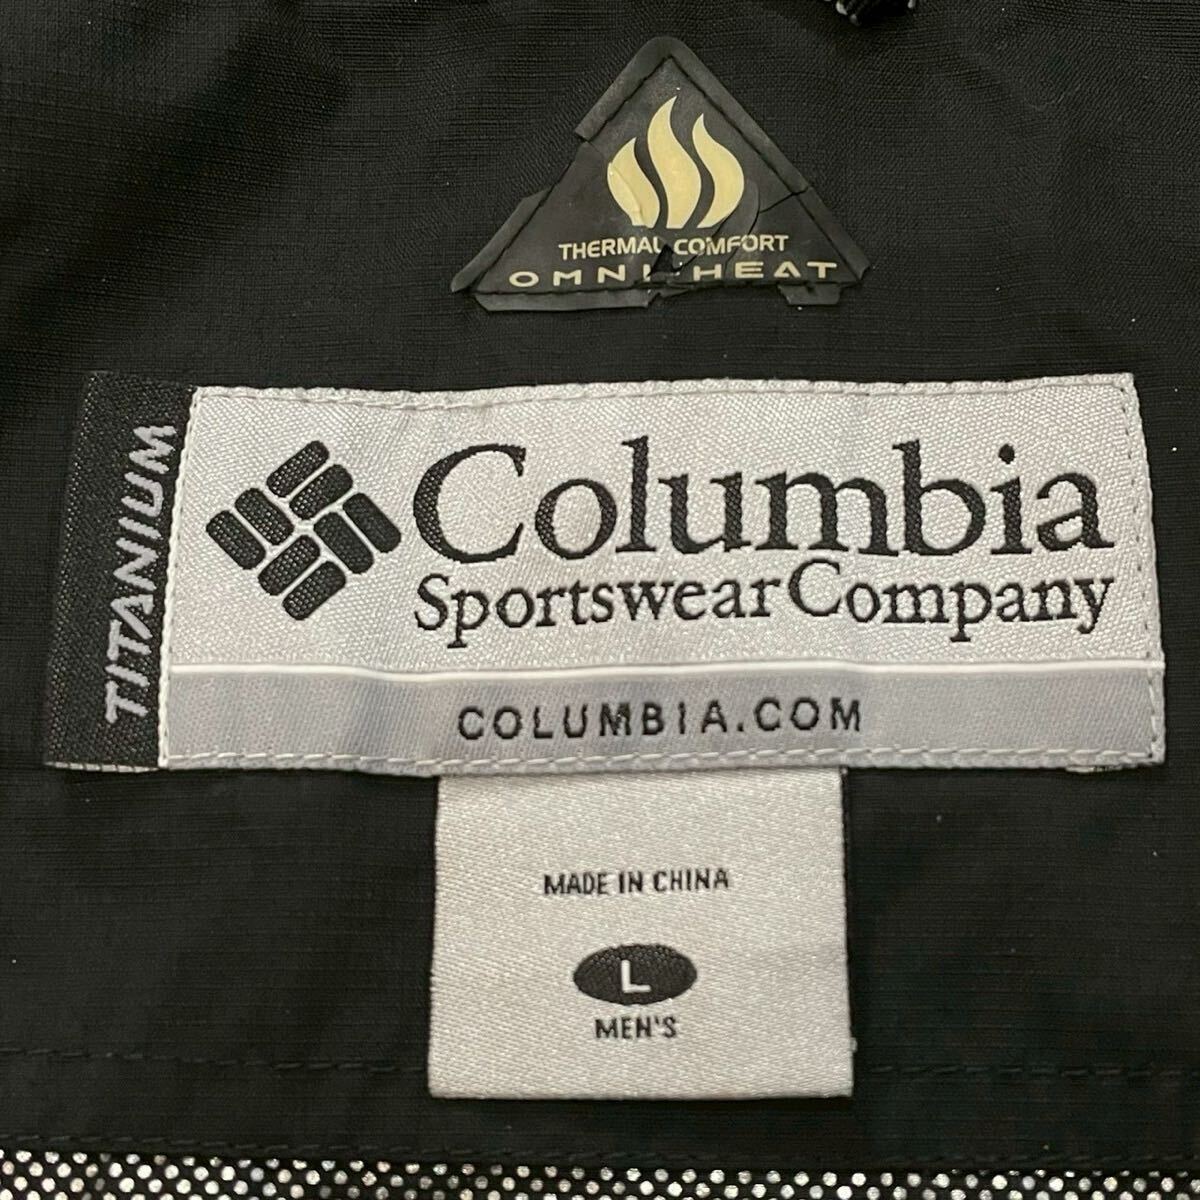 THERMAL COMFORT
OMNI-HEAT
TITANIUM
Columbia
Sportswear Company
COLUMBIA.COM
MADE IN CHINA
L
MEN'S